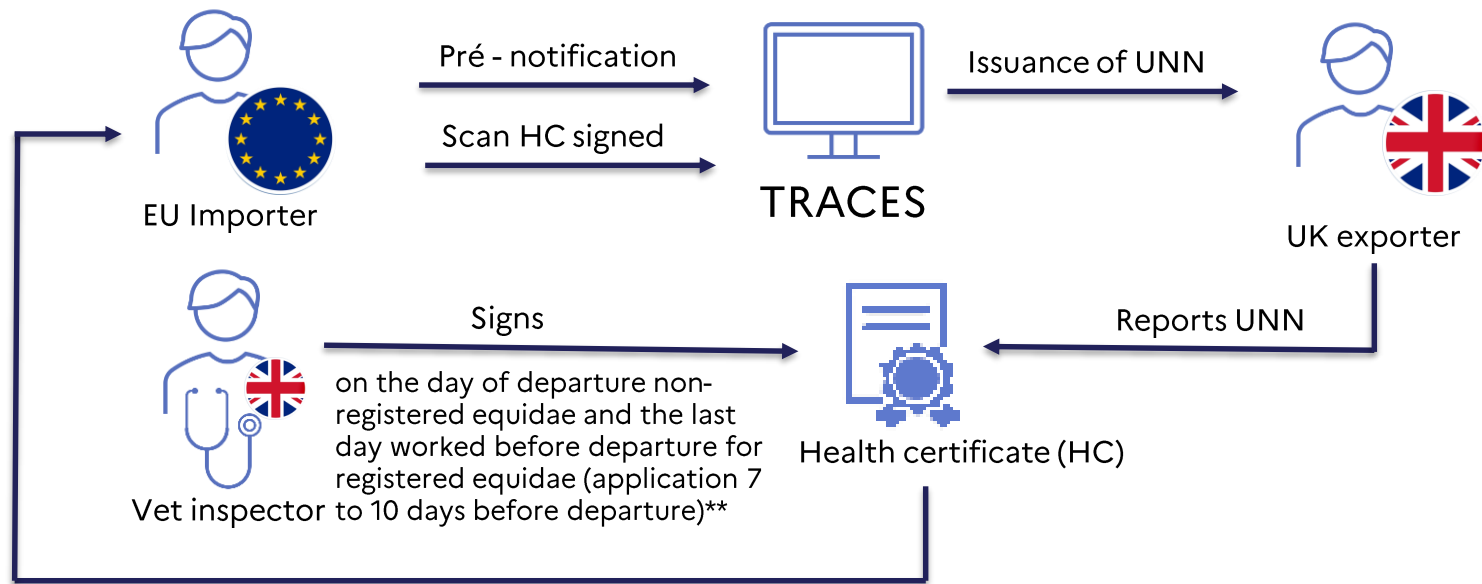 Pré - notification
Issuance of UNN
Scan HC signed
TRACES
EU Importer
UK exporter
Signs
Reports UNN
on the day of departure non-
registered equidae and the last
day worked before departure for
registered equidae (application 7
to 10 days before departure)**
Health certificate (HC)
Vet inspector